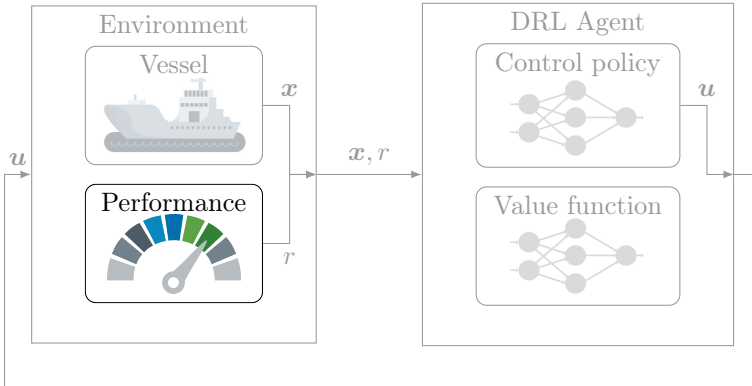 Environment
Vessel
x
u
Performance
r
x, r
DRL Agent
Control policy
u
Value function